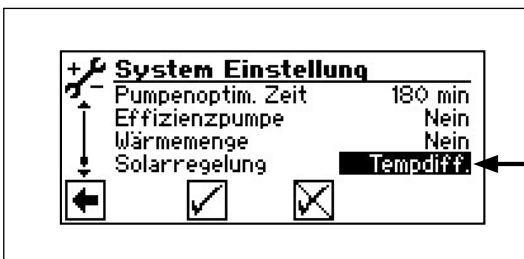 System Einstellung
Pumpenoptim. Zeit 180 min
Effizienzpumpe Nein
Wärmemenge Nein
Solarregelung Tempdiff.